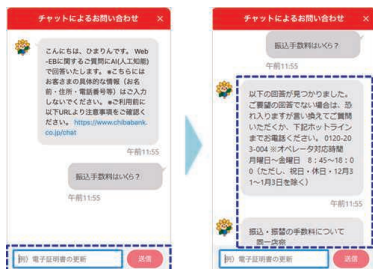 チャットによるお問い合わせ ×
こんにちは、ひまりんです。 Web
-EBに関するご質問にAI(人工知能)
で回答いたします。※こちらには
お客さまの具体的な情報（お名
前・住所・電話番号等）はご入力
しないでください。※ご利用前に
以下URLより注意事項をご確認く
ださい。 https://www.chibabank.
co.jp/chat
午前11:55
振込手数料はいくら？
午前11:55
例）電子証明書の更新
送信
チャットによるお問い合わせ ×
振込手数料はいくら？
午前11:55
以下の回答が見つかりました。
ご要望の回答でない場合は、恐
れ入りますが言い換えてご質問
いただくか、下記ホットライン
までお電話ください。 0120-20
3-004 ※オペレータ対応時間
月曜日～金曜日 8：45～18：0
0（ただし、祝日・休日・12月3
1～1月3日を除く）
午前11:55
振込・振替の手数料について
同一店宛
例）電子証明書の更新
送信